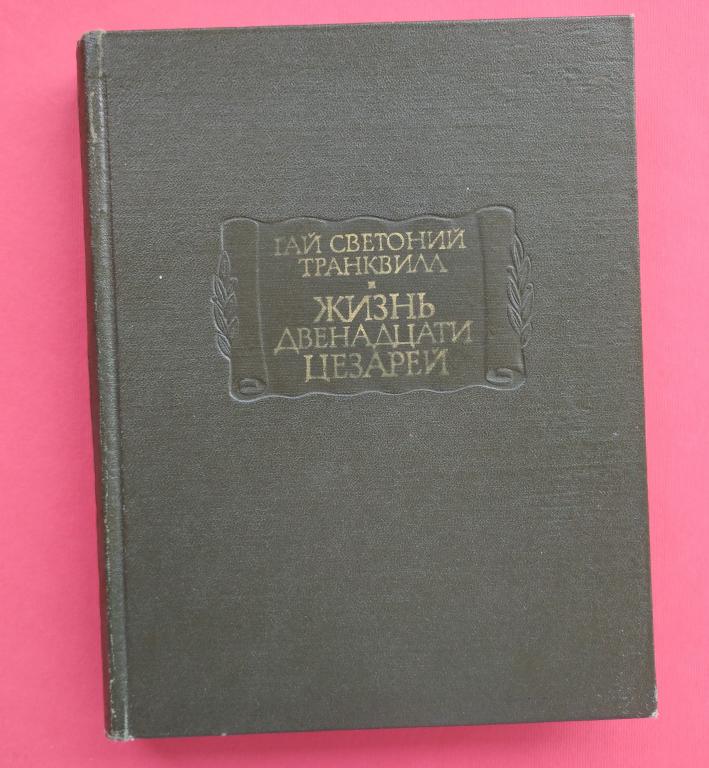 ГАЙ СВЕТОНИЙ
ТРАНКВИЛЛ
ЖИЗНЬ
ДВЕНАДЦАТИ
ЦЕЗАРЕЙ